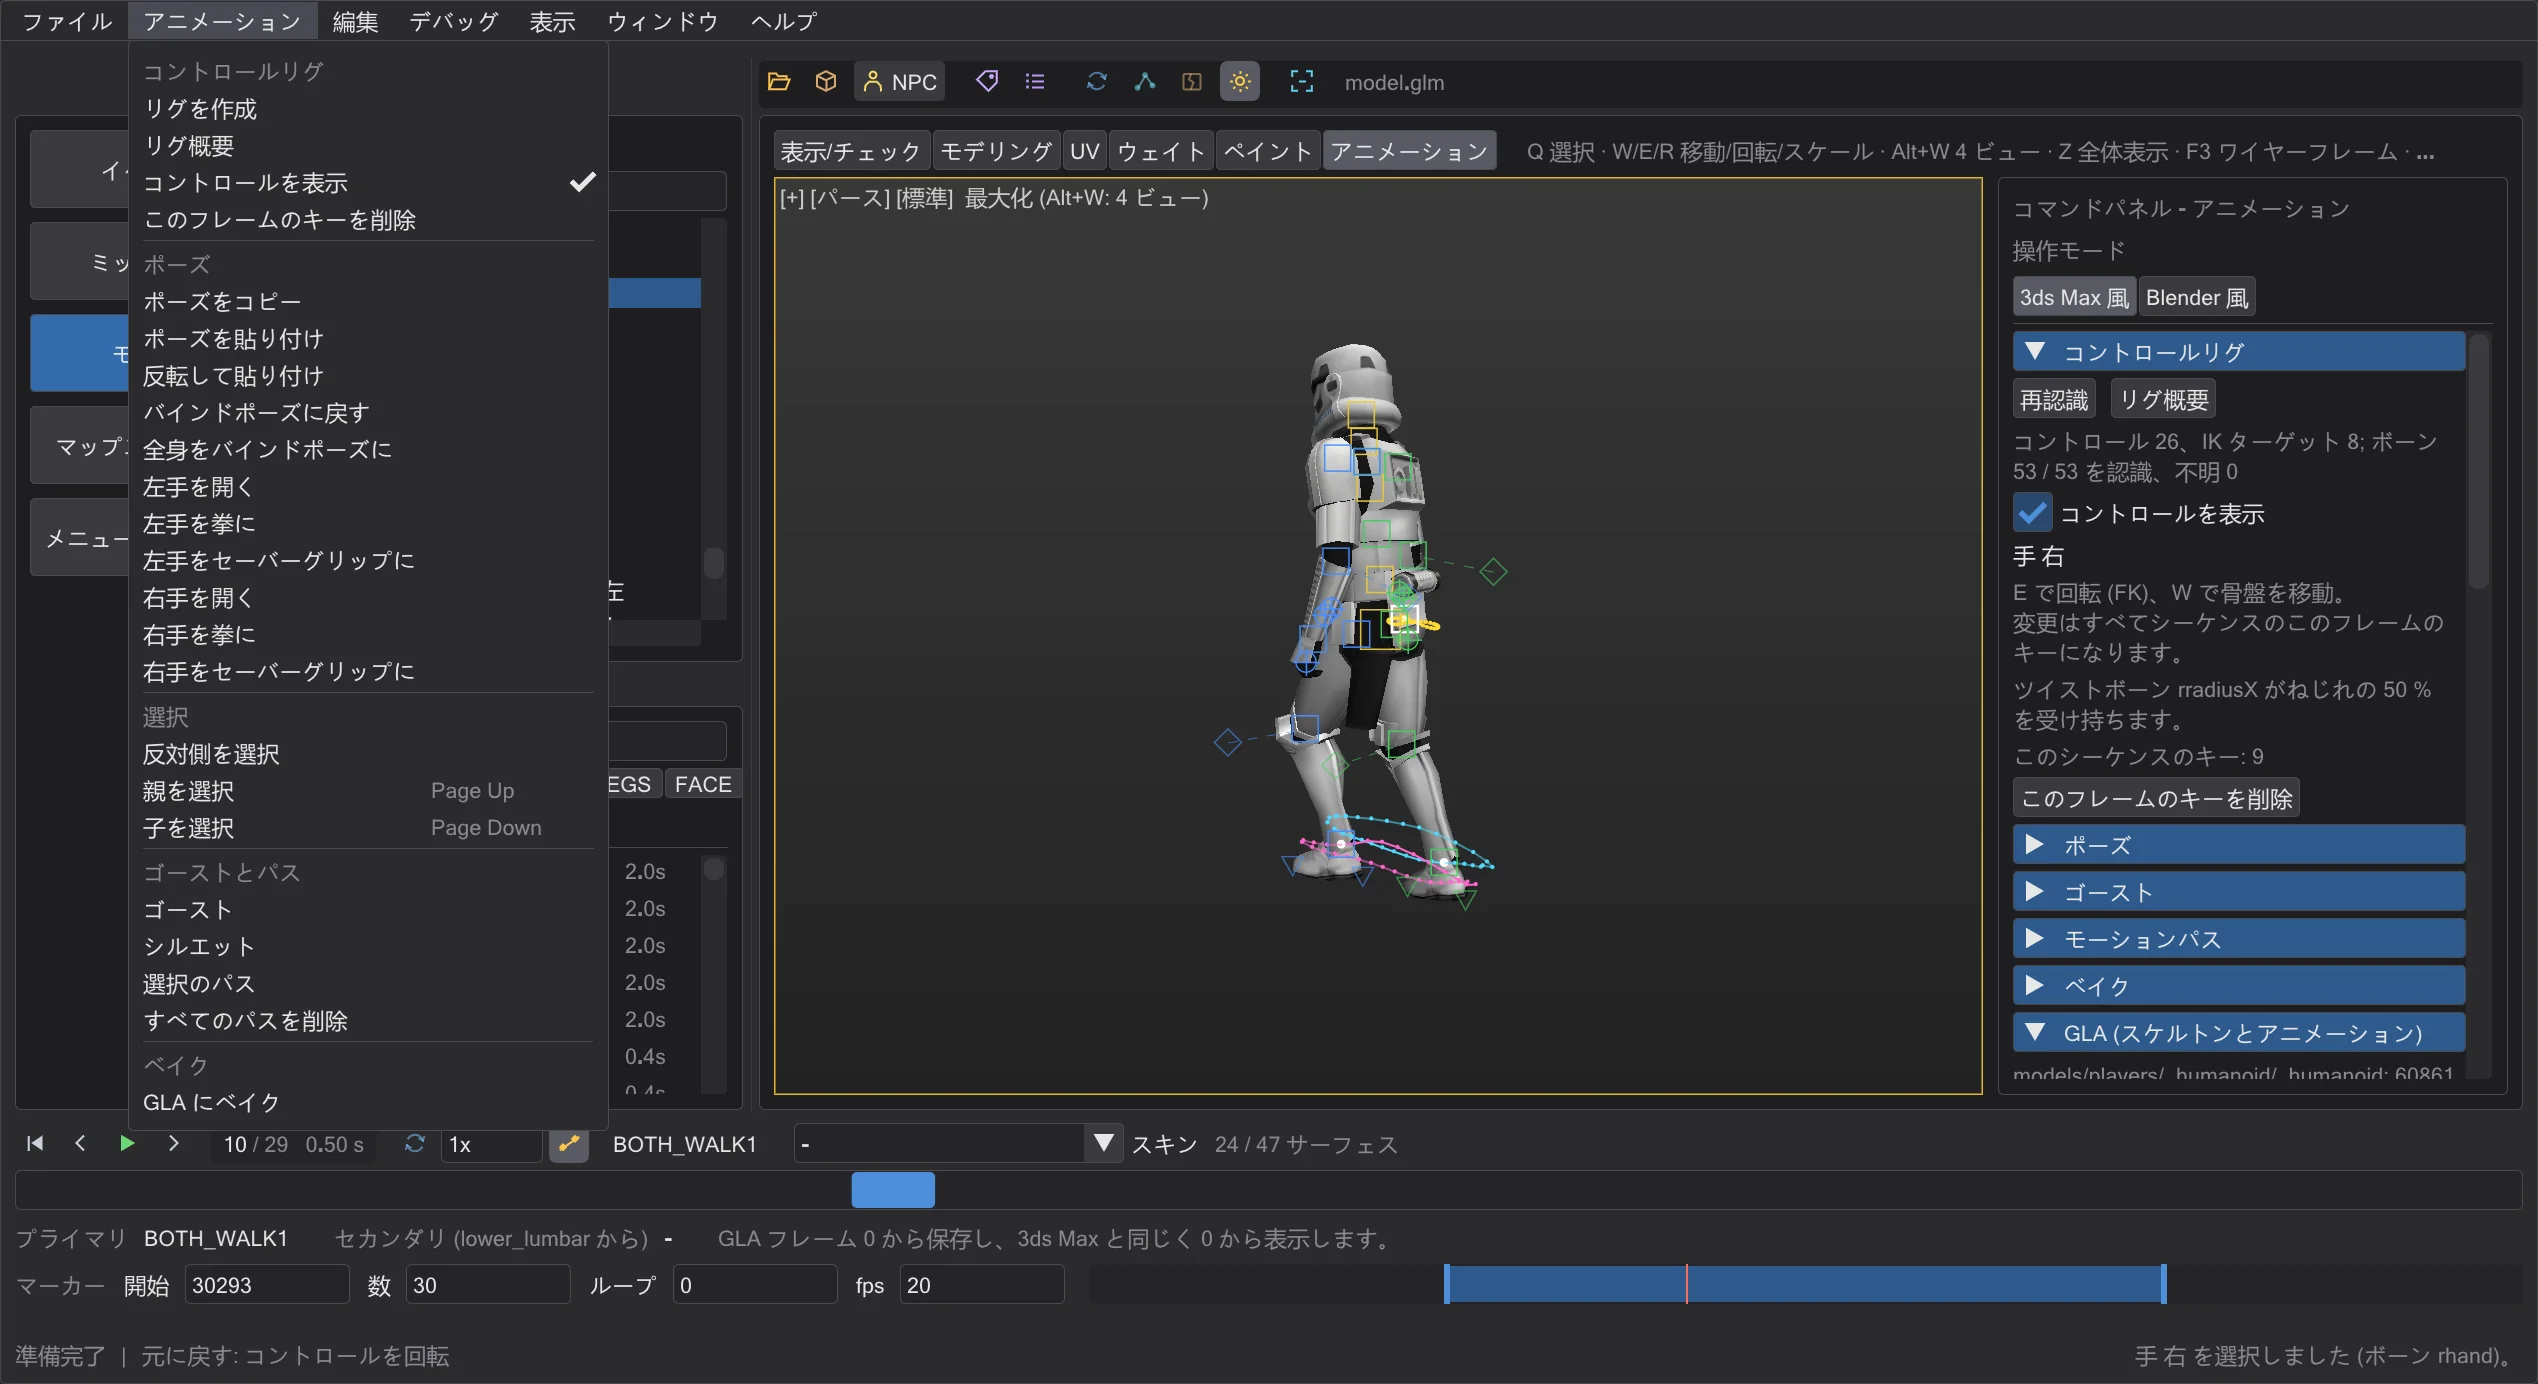 ファイル アニメーション 編集 デバッグ 表示 ウィンドウ ヘルプ
コントロールリグ
リグを作成
リグ概要
コントロールを表示
このフレームのキーを削除
ポーズ
ポーズをコピー
ポーズを貼り付け
反転して貼り付け
バインドポーズに戻す
全身をバインドポーズに
左手を開く
左手を拳に
左手をセーバーグリップに
右手を開く
右手を拳に
右手をセーバーグリップに
選択
反対側を選択
親を選択 Page Up
子を選択 Page Down
ゴーストとパス
ゴースト
シルエット
選択のパス
すべてのパスを削除
ベイク
GLA にベイク
マップ
メニュー
EGS FACE
2.0s
2.0s
2.0s
2.0s
2.0s
0.4s
0.4s
NPC model.glm
表示/チェック モデリング UV ウェイト ペイント アニメーション Q 選択 · W/E/R 移動/回転/スケール · Alt+W 4 ビュー · Z 全体表示 · F3 ワイヤーフレーム · ...
[+] [パース] [標準] 最大化 (Alt+W: 4 ビュー)
コマンドパネル - アニメーション
操作モード
3ds Max 風 Blender 風
コントロールリグ
再認識 リグ概要
コントロール 26、IK ターゲット 8; ボーン
53 / 53 を認識、不明 0
コントロールを表示
手 右
E で回転 (FK)、W で骨盤を移動。
変更はすべてシーケンスのこのフレームの
キーになります。
ツイストボーン rradiusX がねじれの 50 %
を受け持ちます。
このシーケンスのキー: 9
このフレームのキーを削除
ポーズ
ゴースト
モーションパス
ベイク
GLA (スケルトンとアニメーション)
models/players/_humanoid/_humanoid: 60861
10 / 29 0.50 s 1x BOTH_WALK1 - スキン 24 / 47 サーフェス
プライマリ BOTH_WALK1 セカンダリ (lower_lumbar から) - GLA フレーム 0 から保存し、3ds Max と同じく 0 から表示します。
マーカー 開始 30293 数 30 ループ 0 fps 20
準備完了 | 元に戻す: コントロールを回転
手 右 を選択しました (ボーン rhand)。